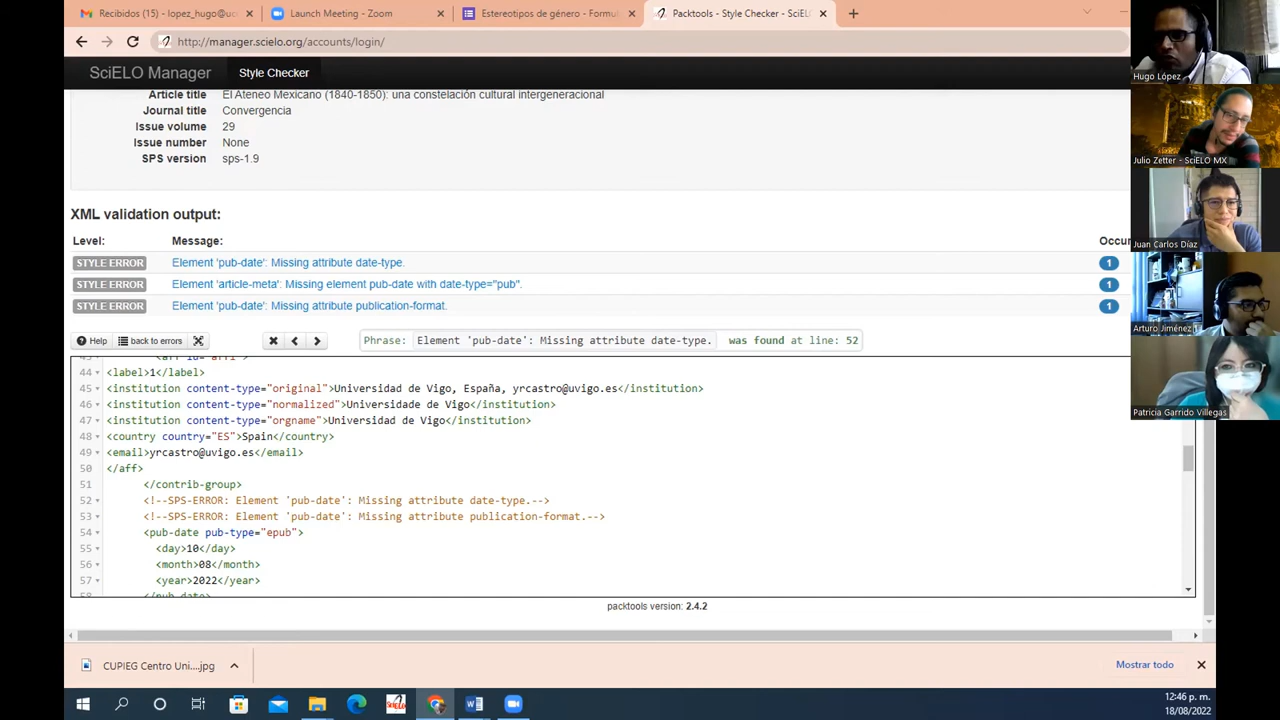 Recibidos (15) - lopez_hugo@uc
Launch Meeting - Zoom
Estereotipos de género - Formul
Packtools - Style Checker - SciEL
http://manager.scielo.org/accounts/login/
SciELO Manager
Style Checker
Article title El Ateneo Mexicano (1840-1850): una constelación cultural intergeneracional
Journal title Convergencia
Issue volume 29
Issue number None
SPS version sps-1.9
XML validation output:
Level: Message: Occur
STYLE ERROR Element 'pub-date': Missing attribute date-type. 1
STYLE ERROR Element 'article-meta': Missing element pub-date with date-type="pub". 1
STYLE ERROR Element 'pub-date': Missing attribute publication-format. 1
Help back to errors Phrase: Element 'pub-date': Missing attribute date-type. was found at line: 52
43 <aff id="aff1">
44 <label>1</label>
45 <institution content-type="original">Universidad de Vigo, España, yrcastro@uvigo.es</institution>
46 <institution content-type="normalized">Universidade de Vigo</institution>
47 <institution content-type="orgname">Universidad de Vigo</institution>
48 <country country="ES">Spain</country>
49 <email>yrcastro@uvigo.es</email>
50 </aff>
51 </contrib-group>
52 <!--SPS-ERROR: Element 'pub-date': Missing attribute date-type.-->
53 <!--SPS-ERROR: Element 'pub-date': Missing attribute publication-format.-->
54 <pub-date pub-type="epub">
55 <day>10</day>
56 <month>08</month>
57 <year>2022</year>
58 </pub-date>
packtools version: 2.4.2
CUPIEG Centro Uni....jpg
Mostrar todo
12:46 p. m.
18/08/2022
Hugo López
Julio Zetter - SciELO MX
Juan Carlos Díaz
Arturo Jiménez
Patricia Garrido Villegas